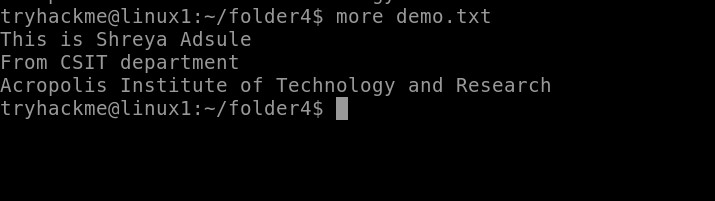 tryhackme@linux1:~/folder4$ more demo.txt
This is Shreya Adsule
From CSIT department
Acropolis Institute of Technology and Research
tryhackme@linux1:~/folder4$